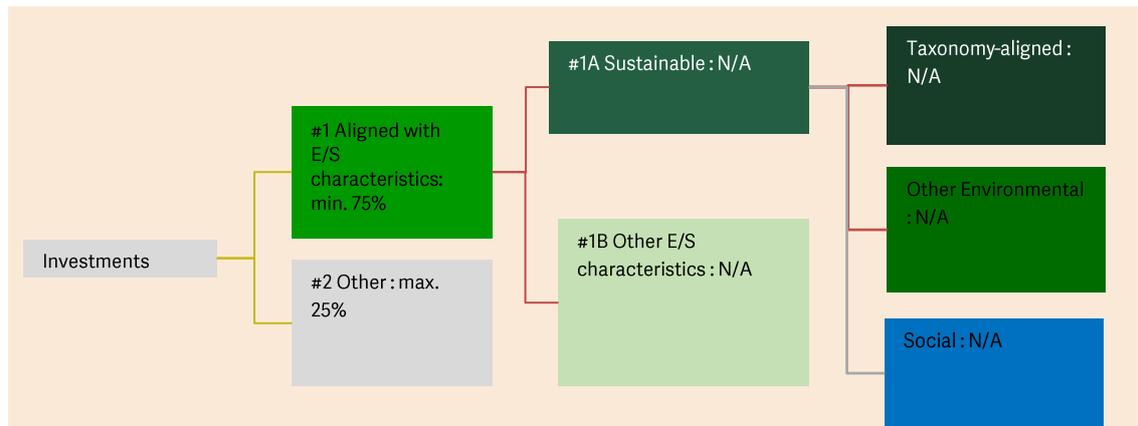 Investments
#1 Aligned with
E/S
characteristics:
min. 75%
#2 Other : max.
25%
#1A Sustainable : N/A
#1B Other E/S
characteristics : N/A
Taxonomy-aligned :
N/A
Other Environmental
: N/A
Social : N/A